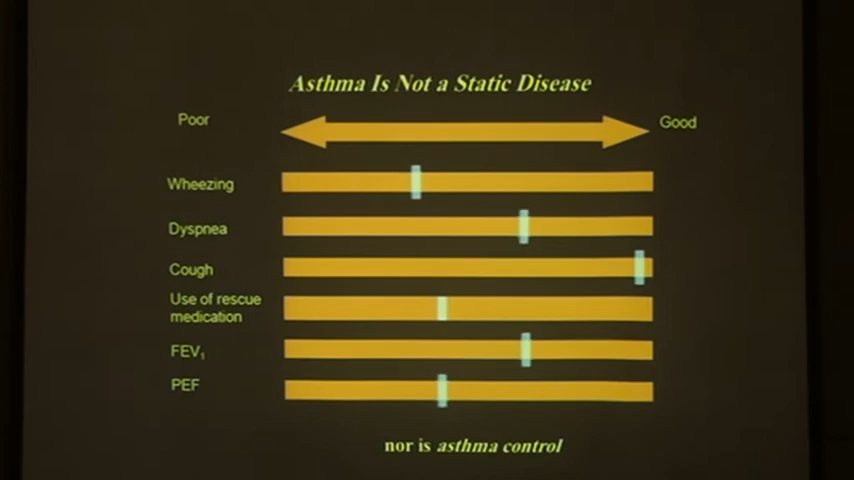 Asthma Is Not a Static Disease
Poor
Good
Wheezing
Dyspnea
Cough
Use of rescue
medication
FEV₁
PEF
nor is asthma control